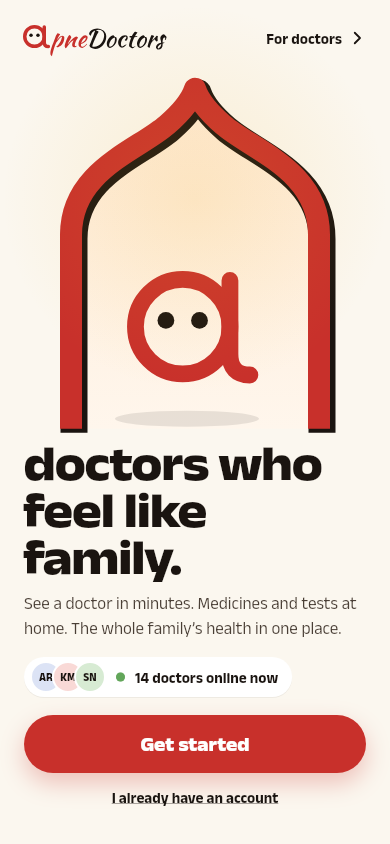 apneDoctors
For doctors
a
doctors who
feel like
family.
See a doctor in minutes. Medicines and tests at
home. The whole family’s health in one place.
AR KM SN 14 doctors online now
Get started
I already have an account